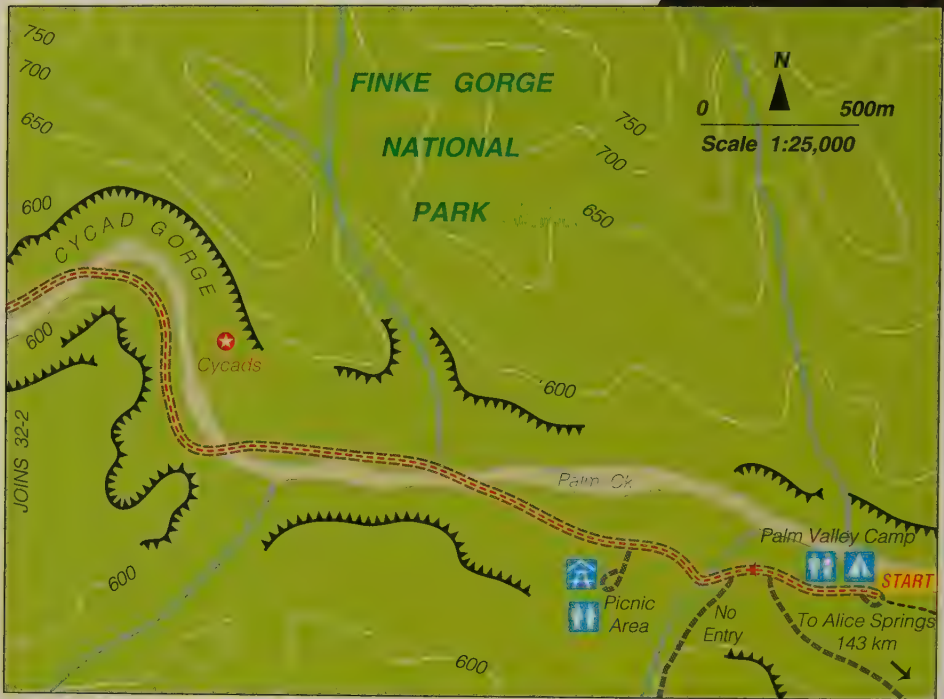 750
700
650
600
FINKE GORGE
NATIONAL
PARK
750
700
650
N
0 500m
Scale 1:25,000
CYCAD GORGE
600
Cycads
600
JOINS 32-2
Palm Ck
Palm Valley Camp
START
600
Picnic
Area
No
Entry
To Alice Springs
143 km
600